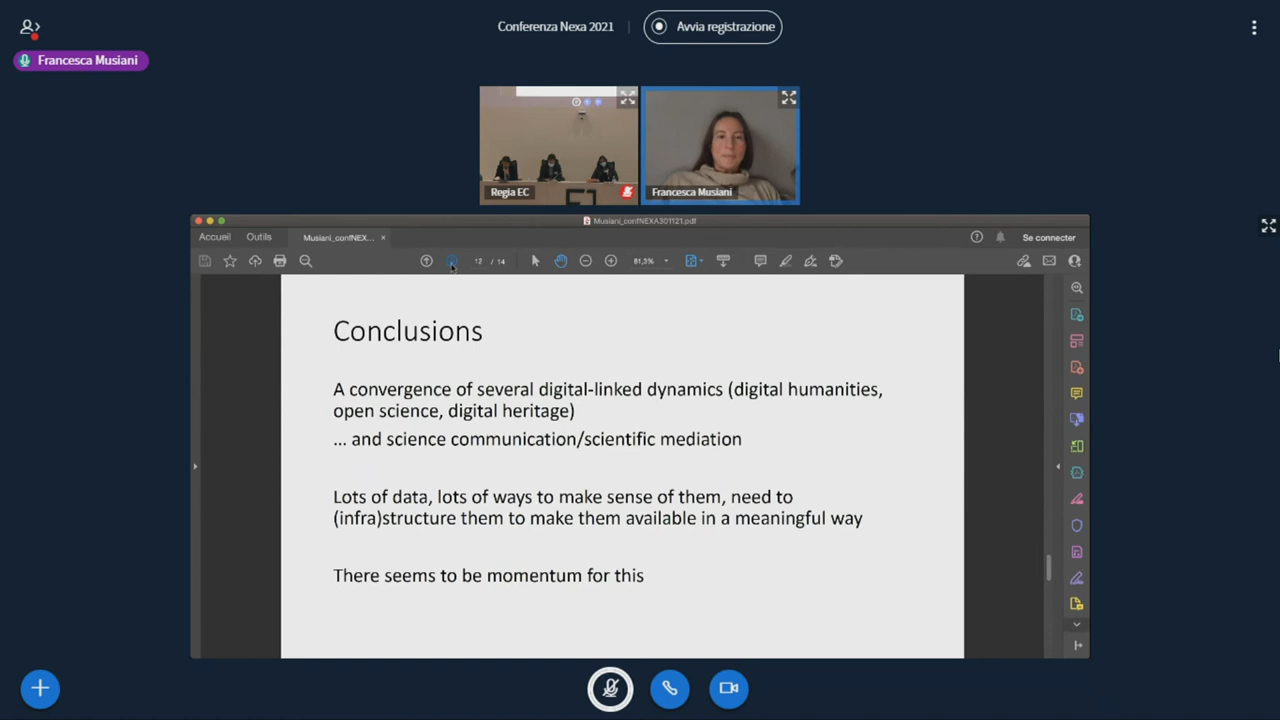 Conferenza Nexa 2021
Avvia registrazione
Francesca Musiani
Regia EC
Francesca Musiani
Musiani_confNEXA301121.pdf
Accueil
Outils
Musiani_confNEX...
Se connecter
12 / 14
81,3%
Conclusions
A convergence of several digital-linked dynamics (digital humanities,
open science, digital heritage)
... and science communication/scientific mediation
Lots of data, lots of ways to make sense of them, need to
(infra)structure them to make them available in a meaningful way
There seems to be momentum for this